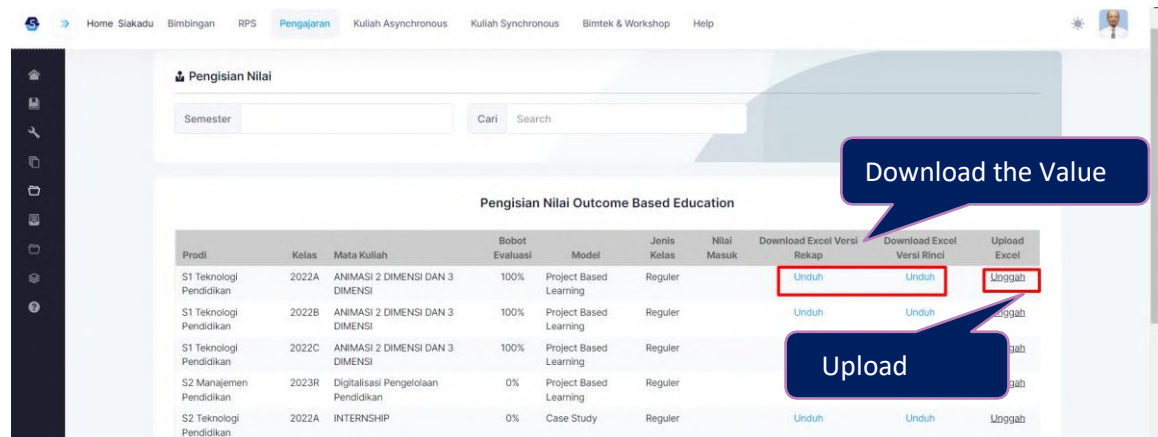 Home Siakadu Bimbingan RPS Pengajaran Kuliah Asynchronous Kuliah Synchronous Bimtek & Workshop Help
Pengisian Nilai
Semester Cari Search
Download the Value
Pengisian Nilai Outcome Based Education
Prodi Kelas Mata Kuliah Bobot Evaluasi Model Jenis Kelas Nilai Masuk Download Excel Versi Rekap Download Excel Versi Rinci Upload Excel
S1 Teknologi Pendidikan 2022A ANIMASI 2 DIMENSI DAN 3 DIMENSI 100% Project Based Learning Reguler Unduh Unduh Unggah
S1 Teknologi Pendidikan 2022B ANIMASI 2 DIMENSI DAN 3 DIMENSI 100% Project Based Learning Reguler Unduh Unduh
S1 Teknologi Pendidikan 2022C ANIMASI 2 DIMENSI DAN 3 DIMENSI 100% Project Based Learning Reguler
Upload
S2 Manajemen Pendidikan 2023R Digitalisasi Pengelolaan Pendidikan 0% Project Based Learning Reguler
S2 Teknologi Pendidikan 2022A INTERNSHIP 0% Case Study Reguler Unduh Unduh Unggah